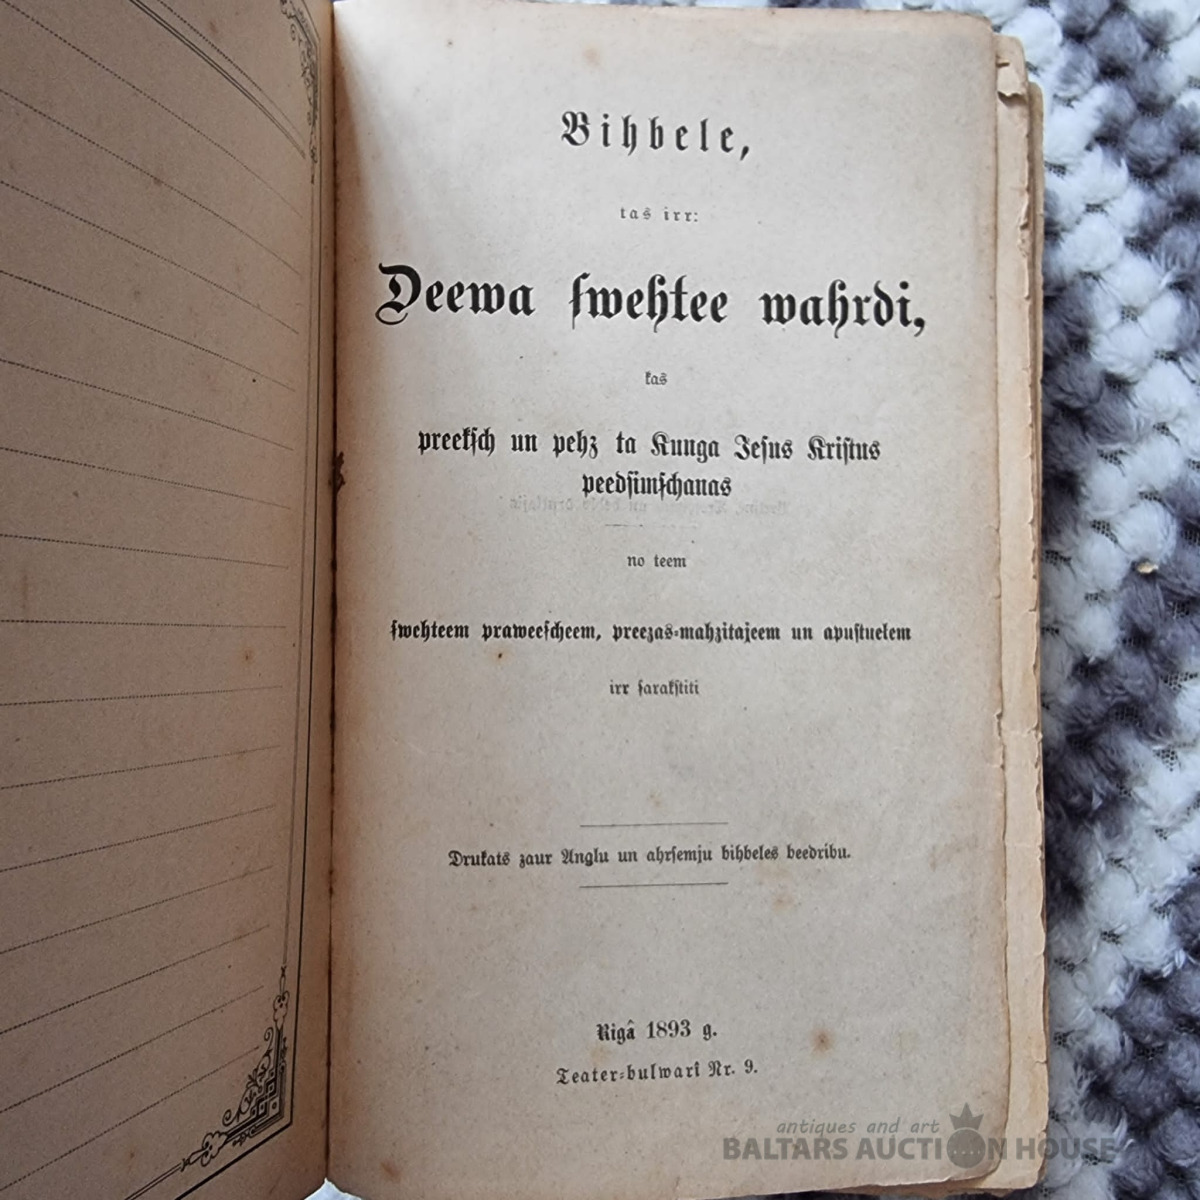 Bihbele,
tas irr:
Deewa ſwehtee wahrdi,
kas
preekſch un pehz ta Kunga Jeſus Kriſtus
peedſimſchanas
no teem
ſwehteem praweeſcheem, preezas-mahzitajeem un apuſtuļeem
irr ſarakſtiti
Drukats zaur Anglu un ahrſemju bihbeles beedribu.
Rigâ 1893 g.
Teater-bulwarî Nr. 9.
antiques and art
BALTARS AUCTION HOUSE